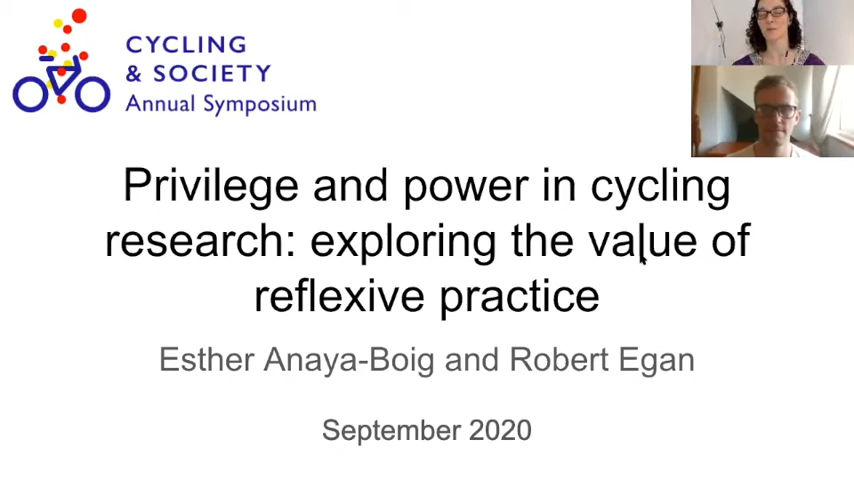 CYCLING
& SOCIETY
Annual Symposium
Privilege and power in cycling
research: exploring the value of
reflexive practice
Esther Anaya-Boig and Robert Egan
September 2020